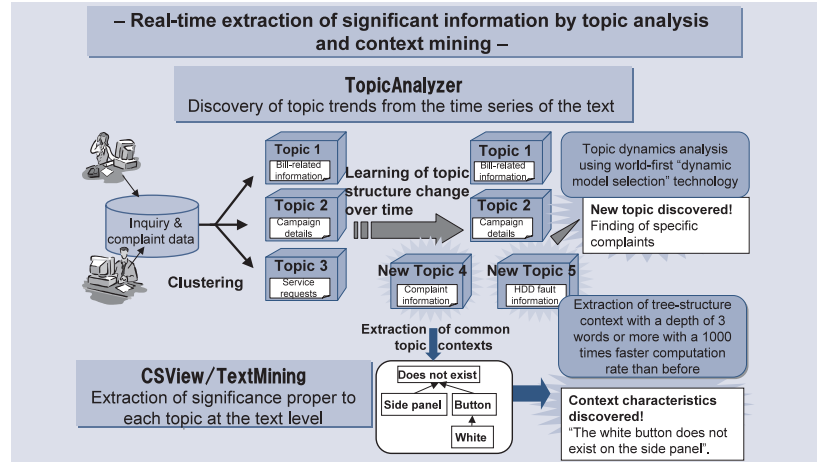 – Real-time extraction of significant information by topic analysis
and context mining –
TopicAnalyzer
Discovery of topic trends from the time series of the text
Inquiry &
complaint data
Clustering
Topic 1
Bill-related
information
Topic 2
Campaign
details
Topic 3
Service
requests
Learning of topic
structure change
over time
Topic 1
Bill-related
information
Topic 2
Campaign
details
New Topic 4
Complaint
information
New Topic 5
HDD fault
information
Topic dynamics analysis
using world-first “dynamic
model selection” technology
New topic discovered!
Finding of specific
complaints
Extraction of common
topic contexts
Extraction of tree-structure
context with a depth of 3
words or more with a 1000
times faster computation
rate than before
CSView/TextMining
Extraction of significance proper to
each topic at the text level
Does not exist
Side panel
Button
White
Context characteristics
discovered!
“The white button does not
exist on the side panel”.